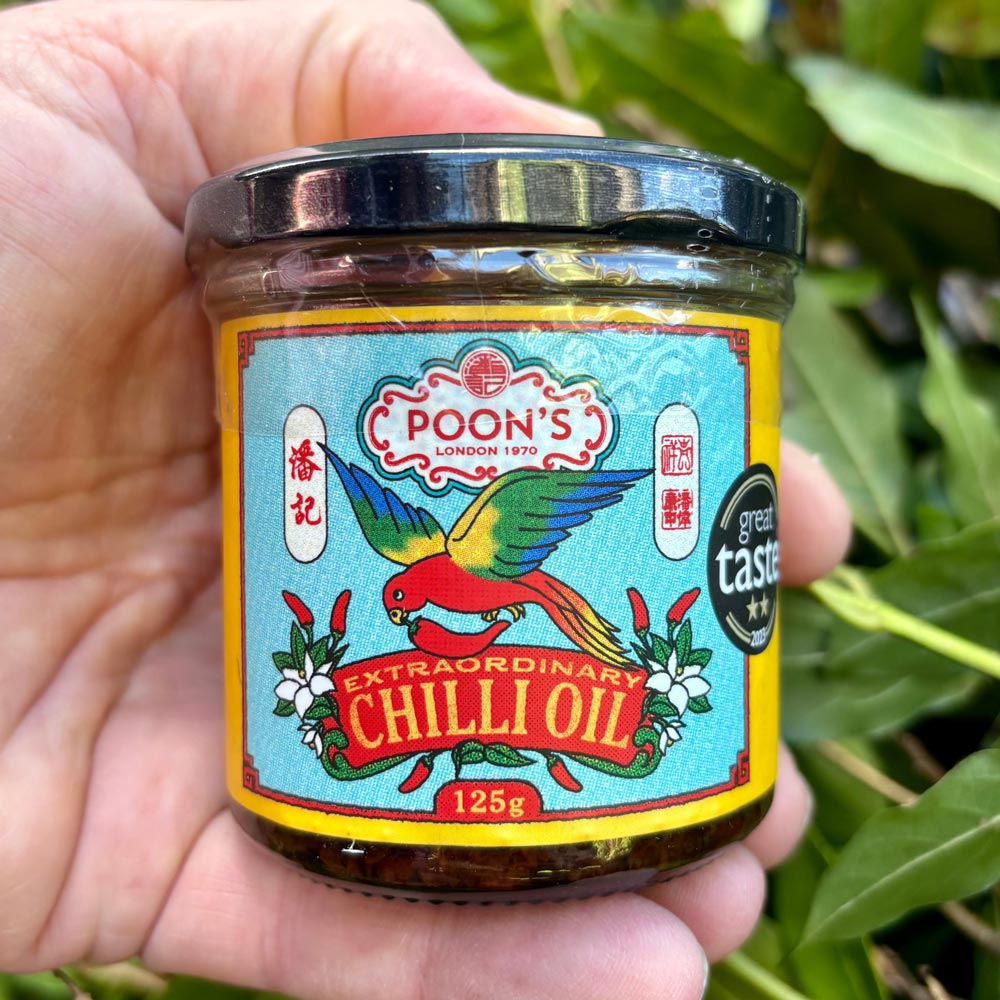 POON'S
LONDON 1970
潘
記
great
taste
EXTRAORDINARY
CHILLI OIL
125g